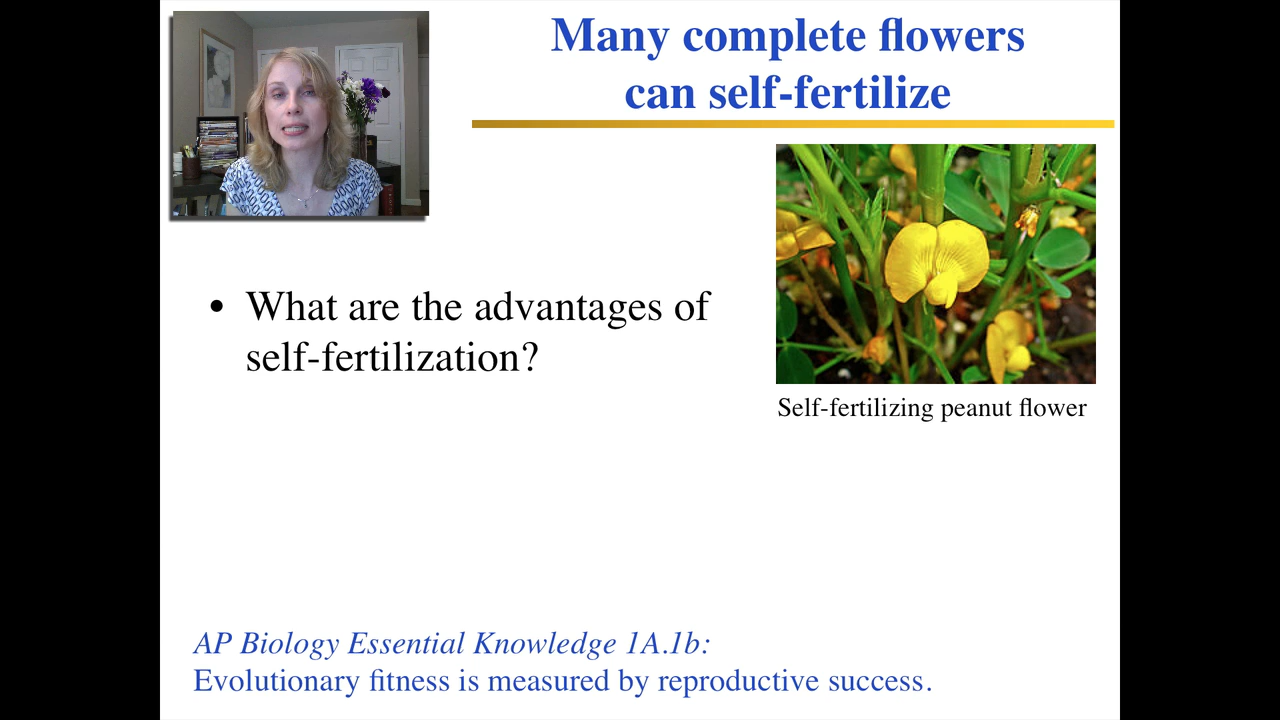 Many complete flowers
can self-fertilize
• What are the advantages of
self-fertilization?
Self-fertilizing peanut flower
AP Biology Essential Knowledge 1A.1b:
Evolutionary fitness is measured by reproductive success.